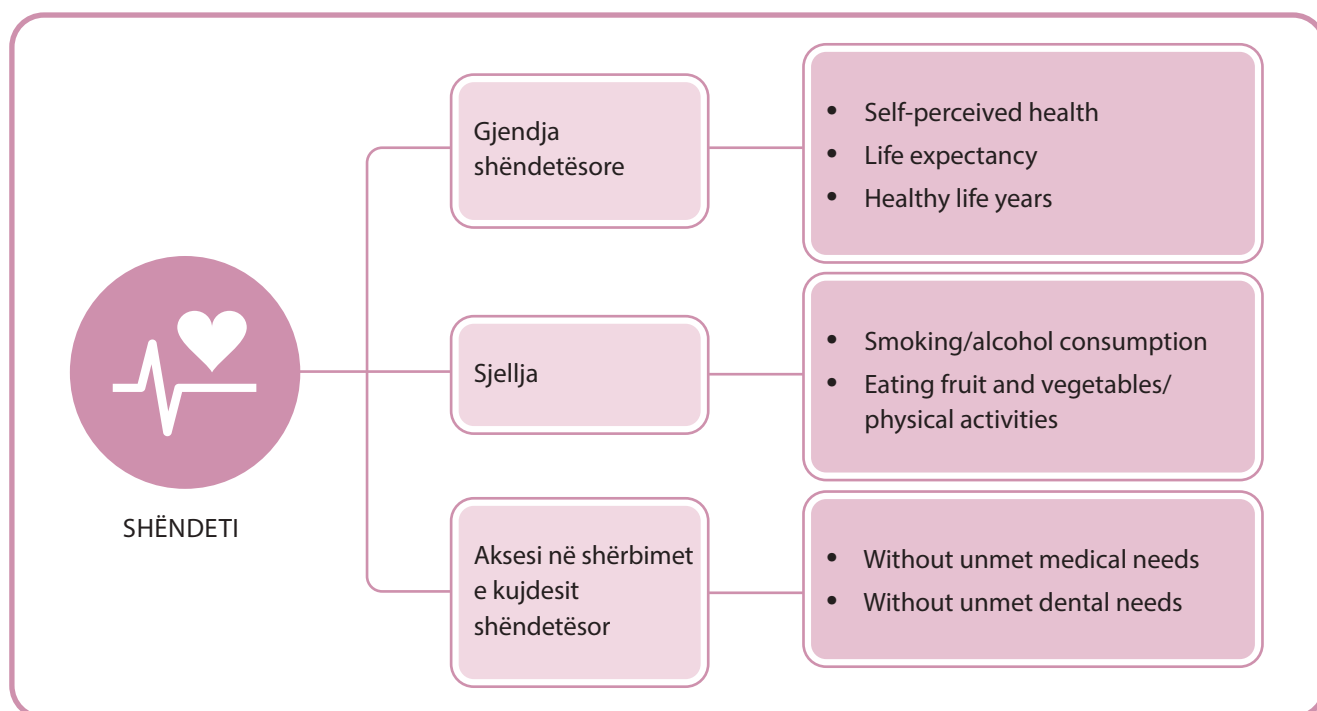 SHËNDETI
Gjendja
shëndetësore
• Self-perceived health
• Life expectancy
• Healthy life years
Sjellja
• Smoking/alcohol consumption
• Eating fruit and vegetables/
physical activities
Aksesi në shërbimet
e kujdesit
shëndetësor
• Without unmet medical needs
• Without unmet dental needs